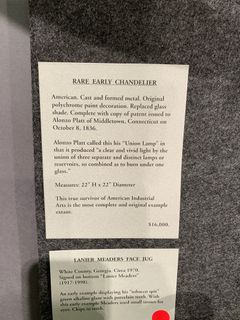 RARE EARLY CHANDELIER
American. Cast and formed metal. Original
polychrome paint decoration. Replaced glass
shade. Complete with copy of patent issued to
Alonzo Platt of Middletown, Connecticut on
October 8, 1836.
Alonzo Platt called this his "Union Lamp" in
that it produced "a clear and vivid light by the
union of three separate and distinct lamps or
reservoirs, so combined as to burn under one
glass."
Measures: 22" H x 22" Diameter
This true survivor of American Industrial
Arts is the most complete and original example
extant.
$16,000.
LANIER MEADERS FACE JUG
White County, Georgia. Circa 1970.
Signed on bottom "Lanier Meaders"
(1917-1998).
An early example displaying his "tobacco spit"
green alkaline glaze with porcelain teeth. With
this early example Meaders used small stones for
eyes. Chips to teeth.